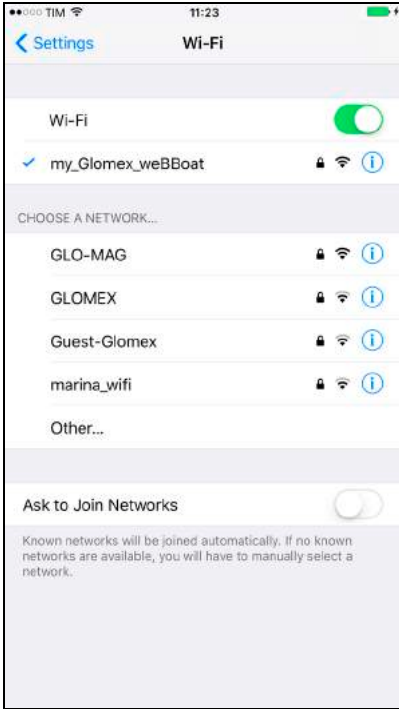 TIM 11:23
Settings Wi-Fi
Wi-Fi
my_Glomex_weBBoat
CHOOSE A NETWORK...
GLO-MAG
GLOMEX
Guest-Glomex
marina_wifi
Other...
Ask to Join Networks
Known networks will be joined automatically. If no known
networks are available, you will have to manually select a
network.